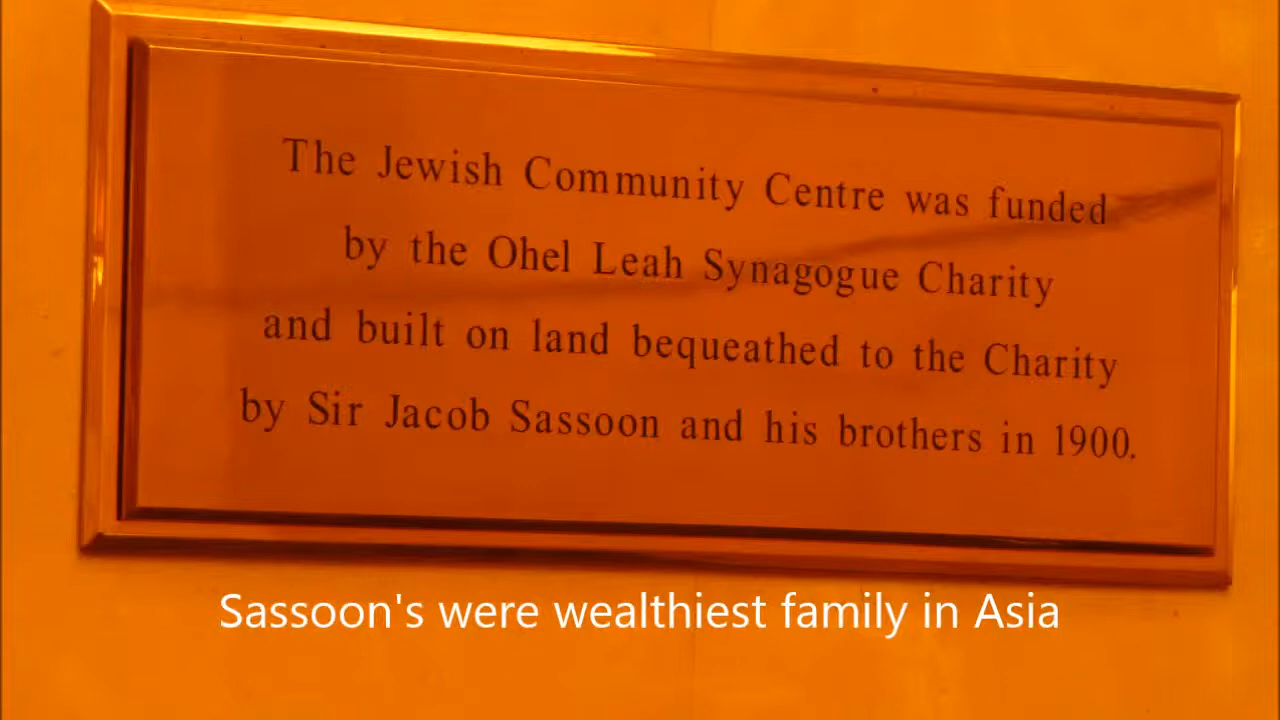 The Jewish Community Centre was funded
by the Ohel Leah Synagogue Charity
and built on land bequeathed to the Charity
by Sir Jacob Sassoon and his brothers in 1900.
Sassoon's were wealthiest family in Asia